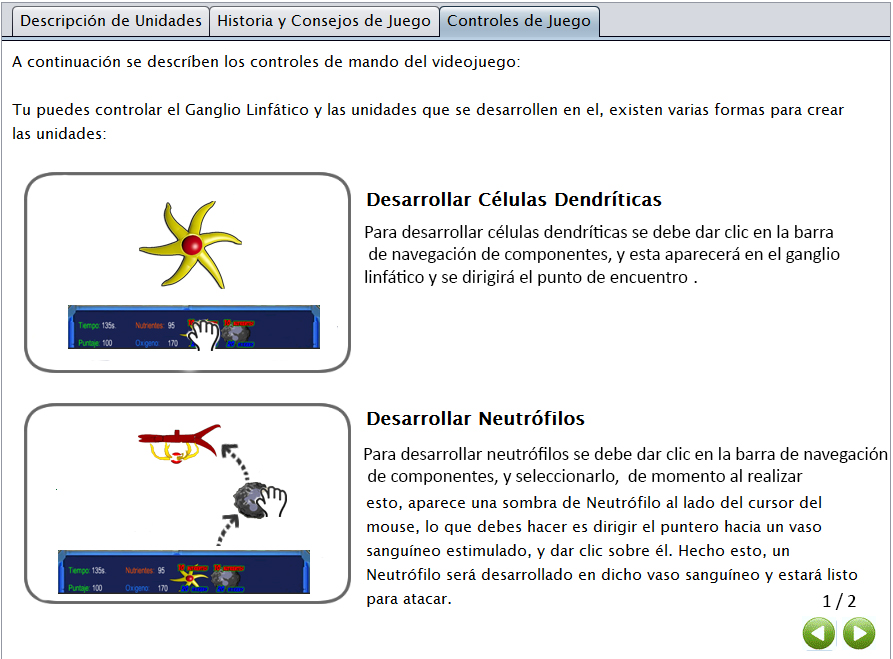 Descripción de Unidades Historia y Consejos de Juego Controles de Juego
A continuación se descríben los controles de mando del videojuego:
Tu puedes controlar el Ganglio Linfático y las unidades que se desarrollen en el, existen varias formas para crear
las unidades:
Desarrollar Células Dendríticas
Para desarrollar células dendríticas se debe dar clic en la barra
de navegación de componentes, y esta aparecerá en el ganglio
linfático y se dirigirá el punto de encuentro .
Tiempo: 135s. Nutrientes: 95
Puntaje: 100 Oxigeno: 170
Desarrollar Neutrófilos
Para desarrollar neutrófilos se debe dar clic en la barra de navegación
de componentes, y seleccionarlo, de momento al realizar
esto, aparece una sombra de Neutrófilo al lado del cursor del
mouse, lo que debes hacer es dirigir el puntero hacia un vaso
sanguíneo estimulado, y dar clic sobre él. Hecho esto, un
Neutrófilo será desarrollado en dicho vaso sanguíneo y estará listo
para atacar.
Tiempo: 135s. Nutrientes: 95
Puntaje: 100 Oxigeno: 170
1 / 2